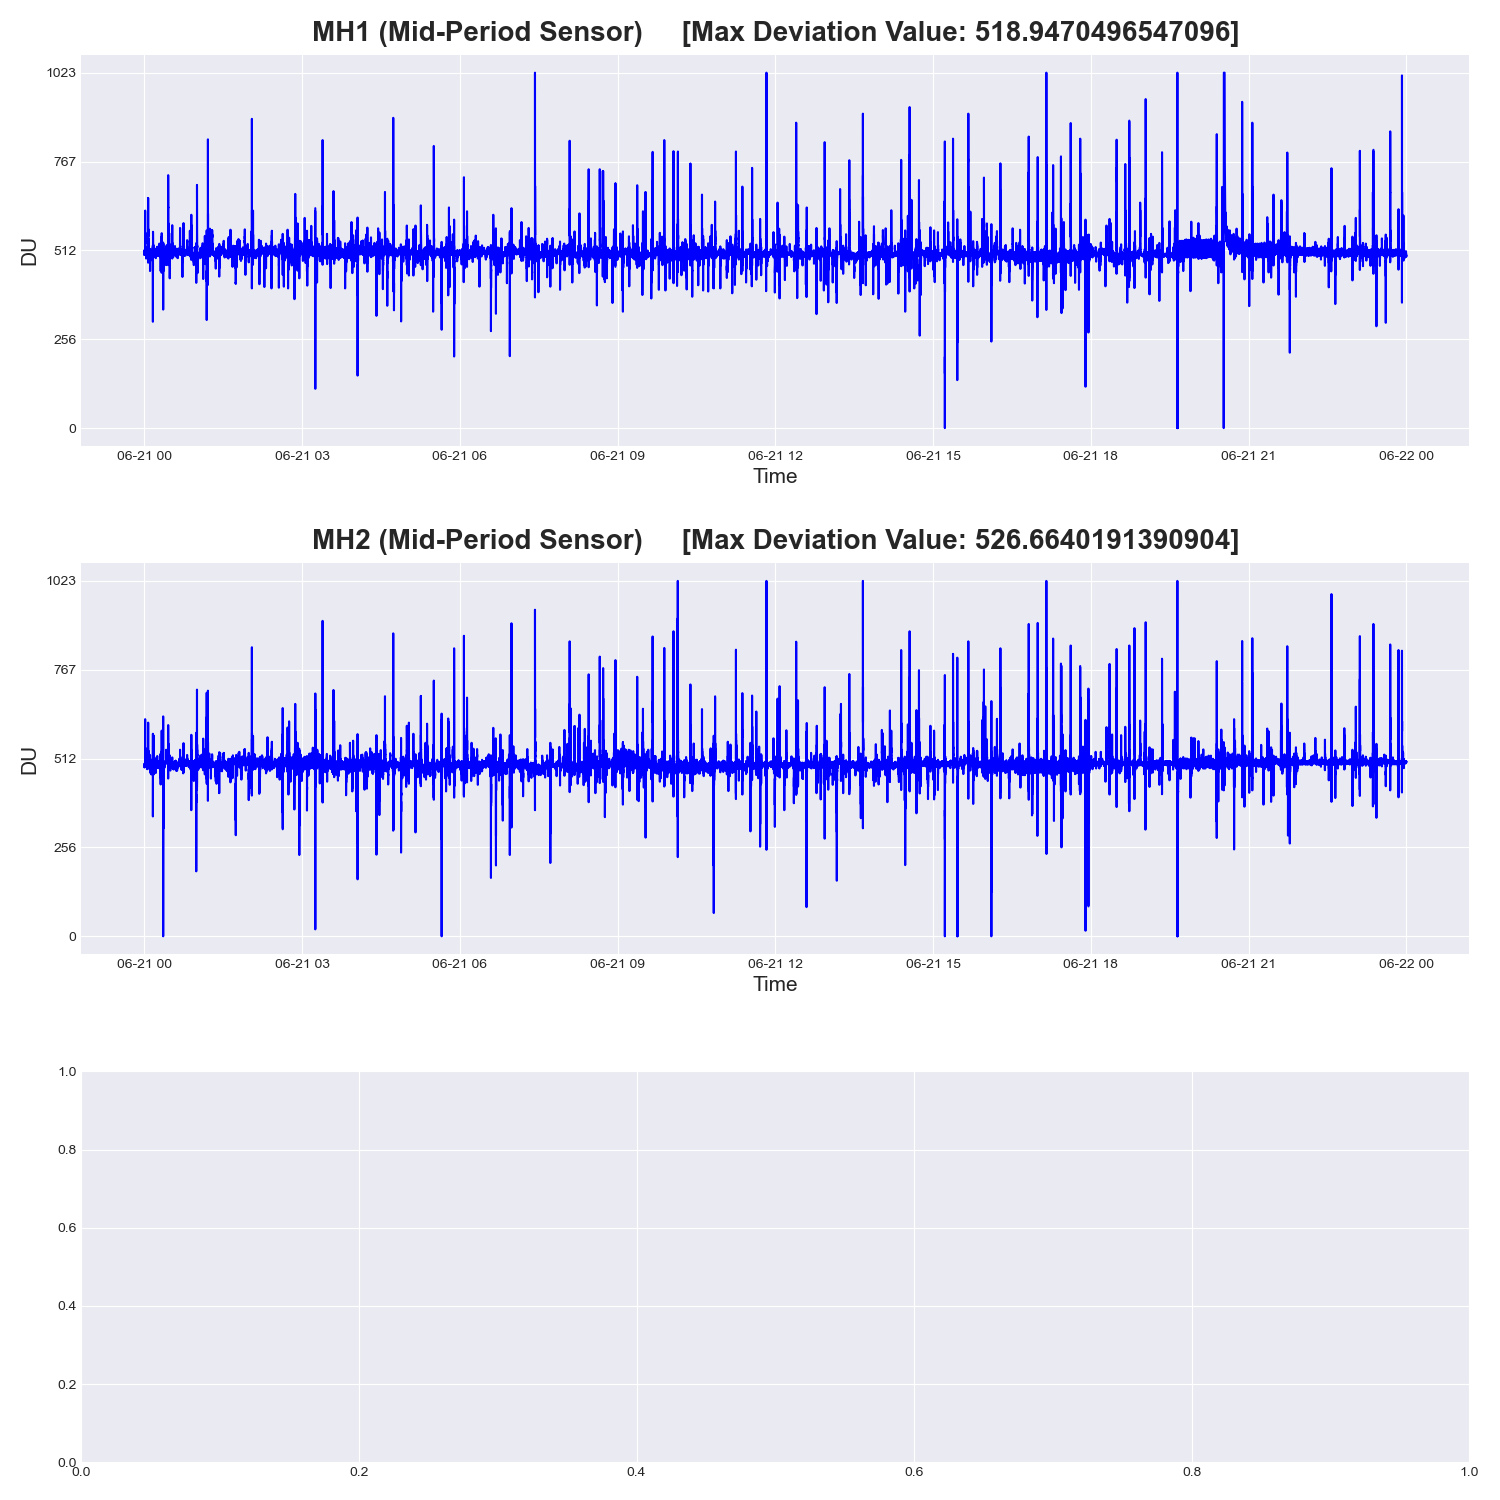 MH1 (Mid-Period Sensor) [Max Deviation Value: 518.9470496547096]
1023
767
512
256
0
DU
06-21 00 06-21 03 06-21 06 06-21 09 06-21 12 06-21 15 06-21 18 06-21 21 06-22 00
Time
MH2 (Mid-Period Sensor) [Max Deviation Value: 526.6640191390904]
1023
767
512
256
0
DU
06-21 00 06-21 03 06-21 06 06-21 09 06-21 12 06-21 15 06-21 18 06-21 21 06-22 00
Time
1.0
0.8
0.6
0.4
0.2
0.0
0.0 0.2 0.4 0.6 0.8 1.0